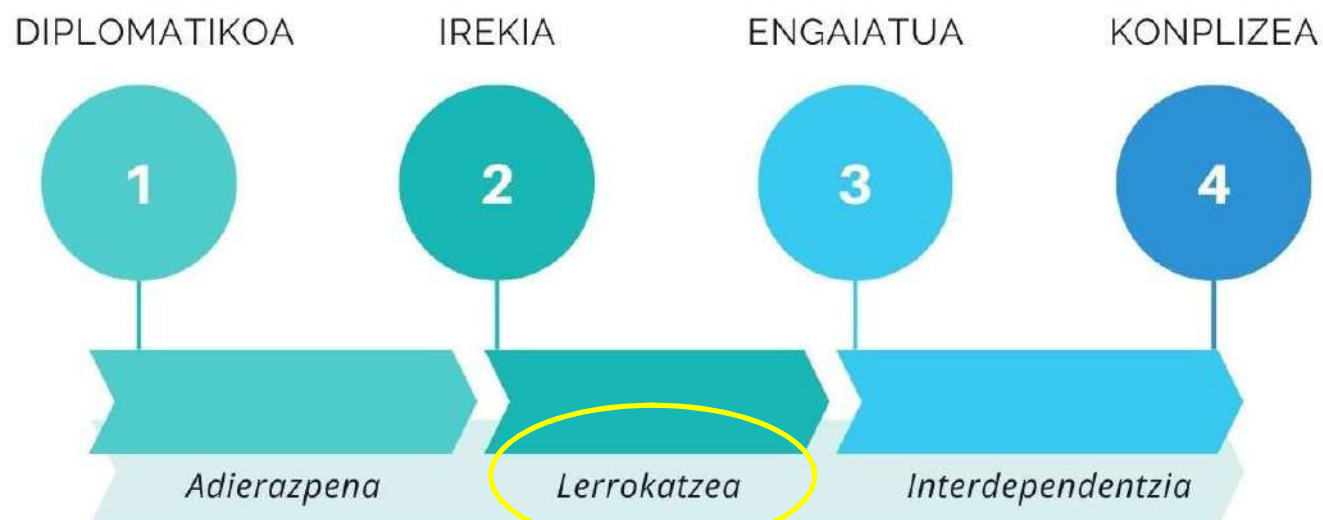 DIPLOMATIKOA IREKIA ENGAIATUA KONPLIZEA
1 2 3 4
Adierazpena Lerrokatzea Interdependentzia